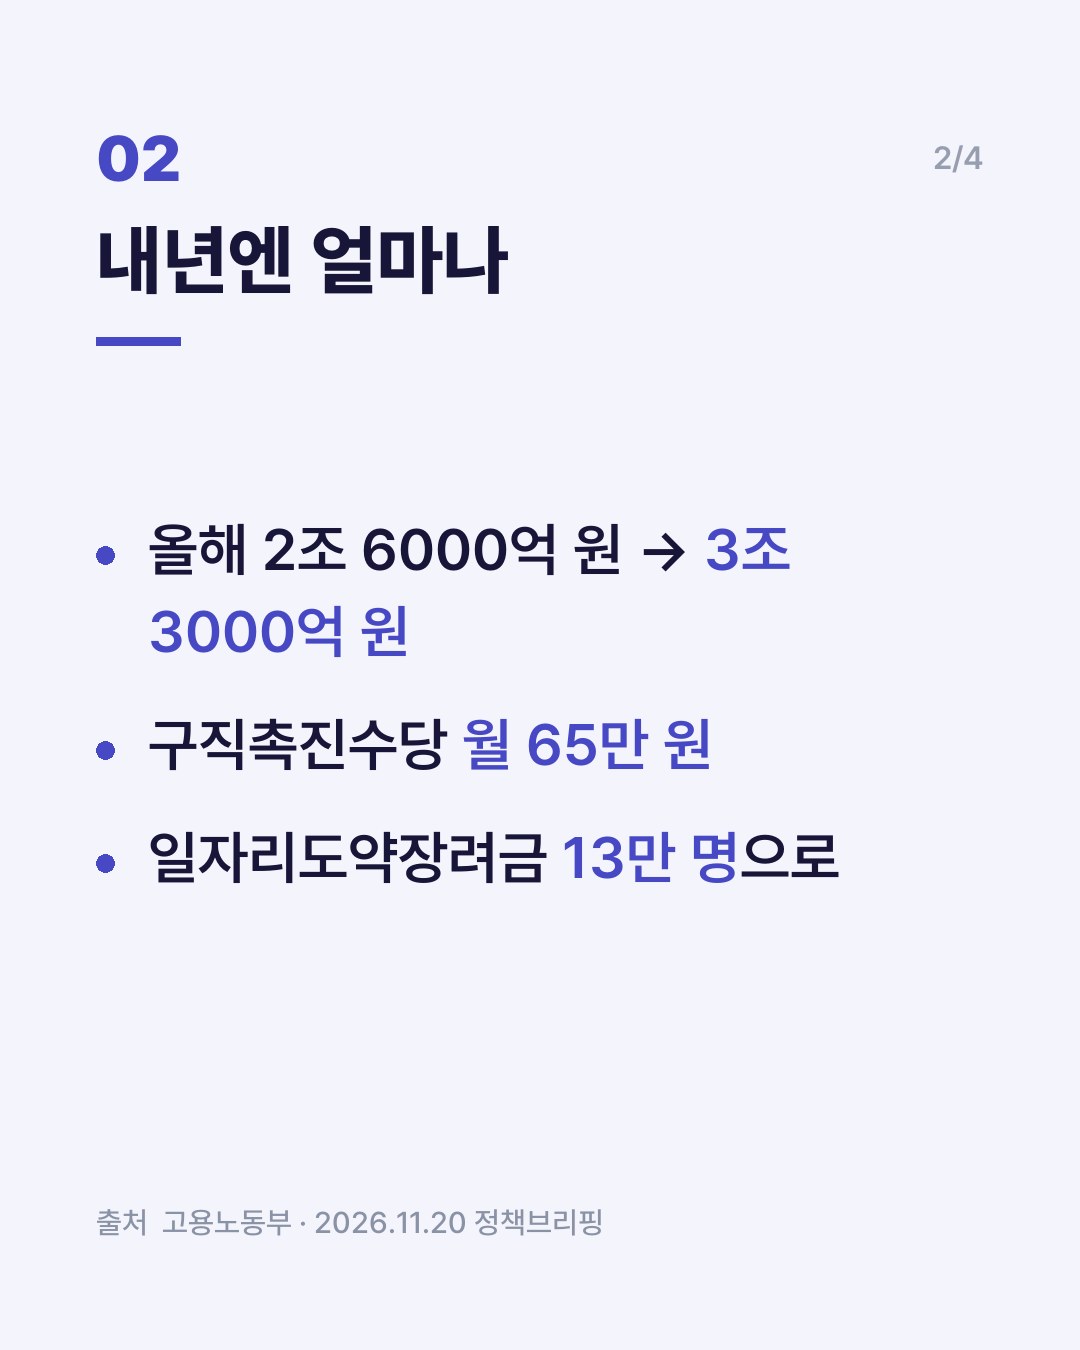 02
2/4
내년엔 얼마나
올해 2조 6000억 원 → 3조
3000억 원
구직촉진수당 월 65만 원
일자리도약장려금 13만 명으로
출처 고용노동부 · 2026.11.20 정책브리핑